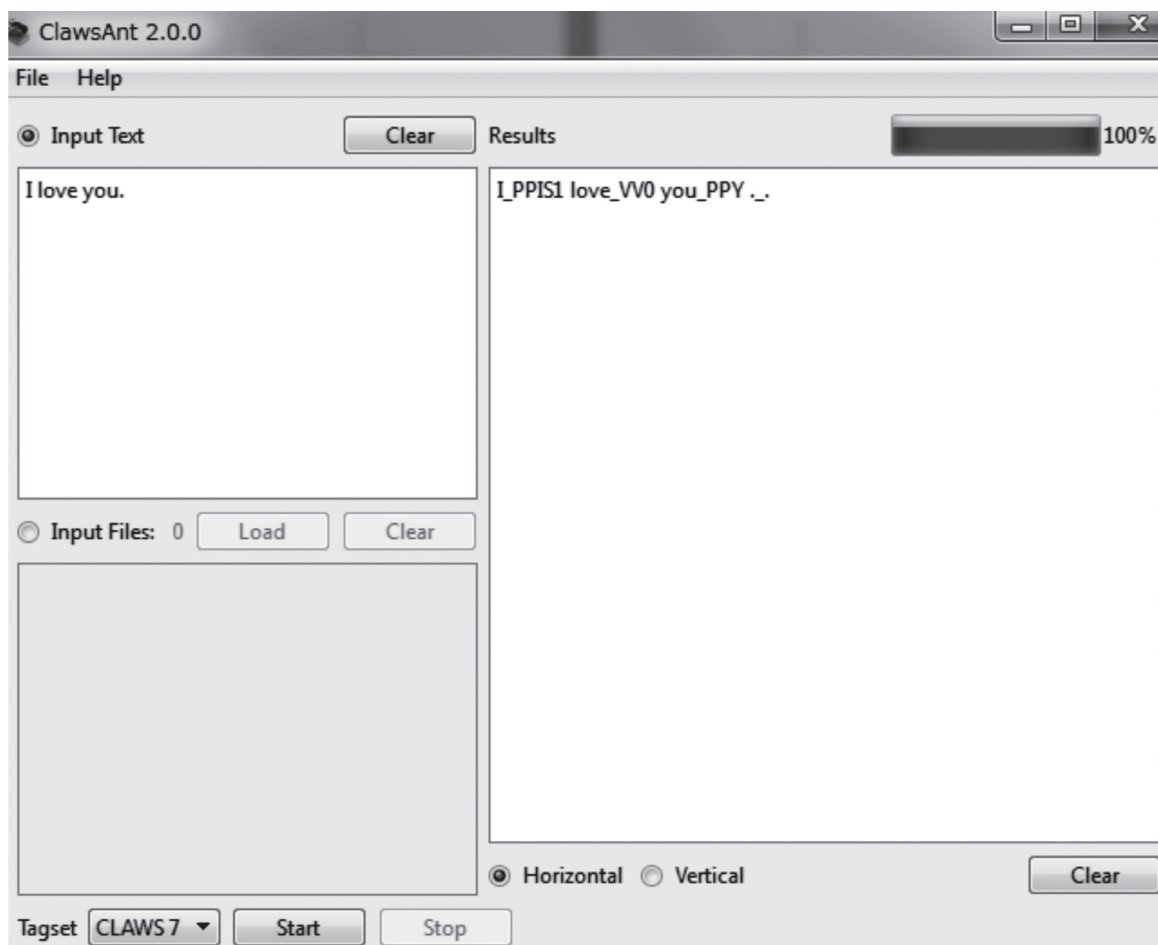 ClawsAnt 2.0.0
File Help
Input Text Clear Results 100%
I love you.
I_PPIS1 love_VV0 you_PPY ._.
Input Files: 0 Load Clear
Horizontal Vertical Clear
Tagset CLAWS 7 Start Stop